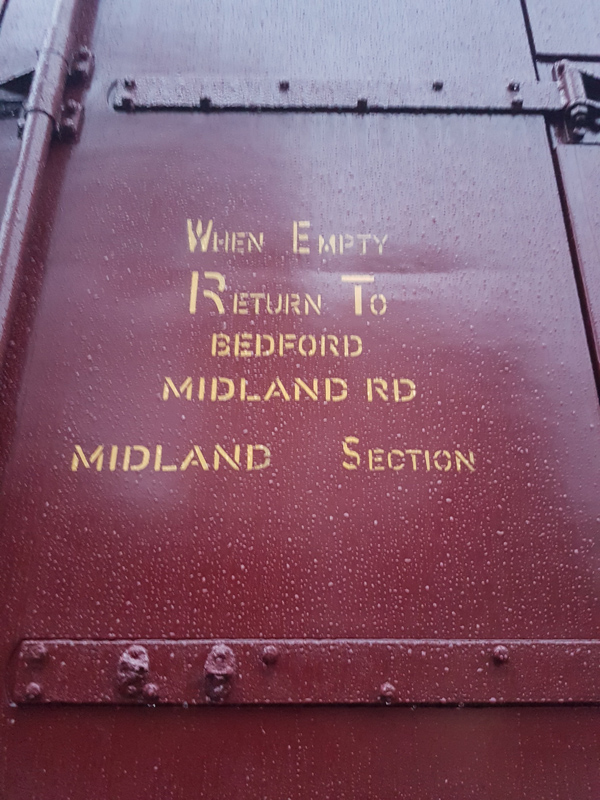 When Empty
Return To
BEDFORD
MIDLAND RD
MIDLAND Section